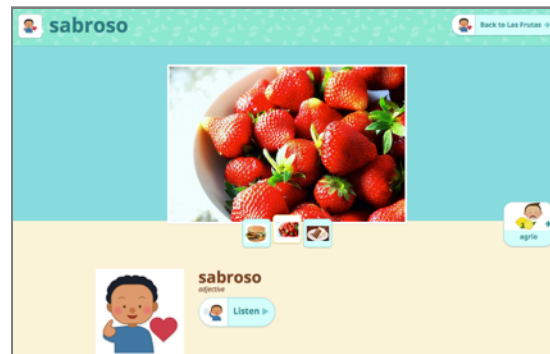 sabroso
Back to Las Frutas
agrio
sabroso
adjective
Listen